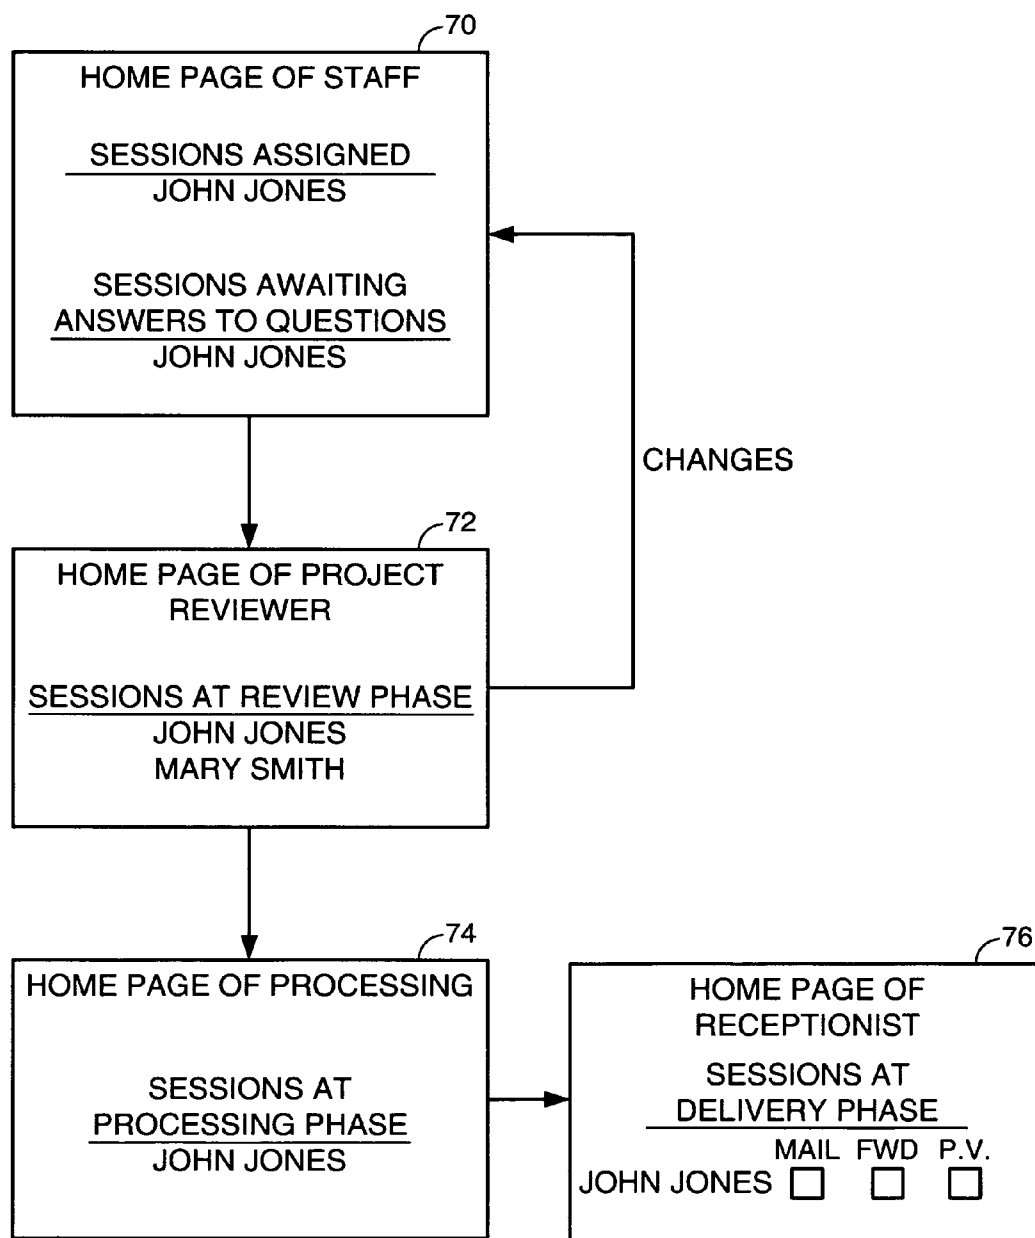 70
HOME PAGE OF STAFF
SESSIONS ASSIGNED
JOHN JONES
SESSIONS AWAITING
ANSWERS TO QUESTIONS
JOHN JONES
CHANGES
72
HOME PAGE OF PROJECT
REVIEWER
SESSIONS AT REVIEW PHASE
JOHN JONES
MARY SMITH
74
HOME PAGE OF PROCESSING
SESSIONS AT
PROCESSING PHASE
JOHN JONES
76
HOME PAGE OF
RECEPTIONIST
SESSIONS AT
DELIVERY PHASE
MAIL FWD P.V.
JOHN JONES